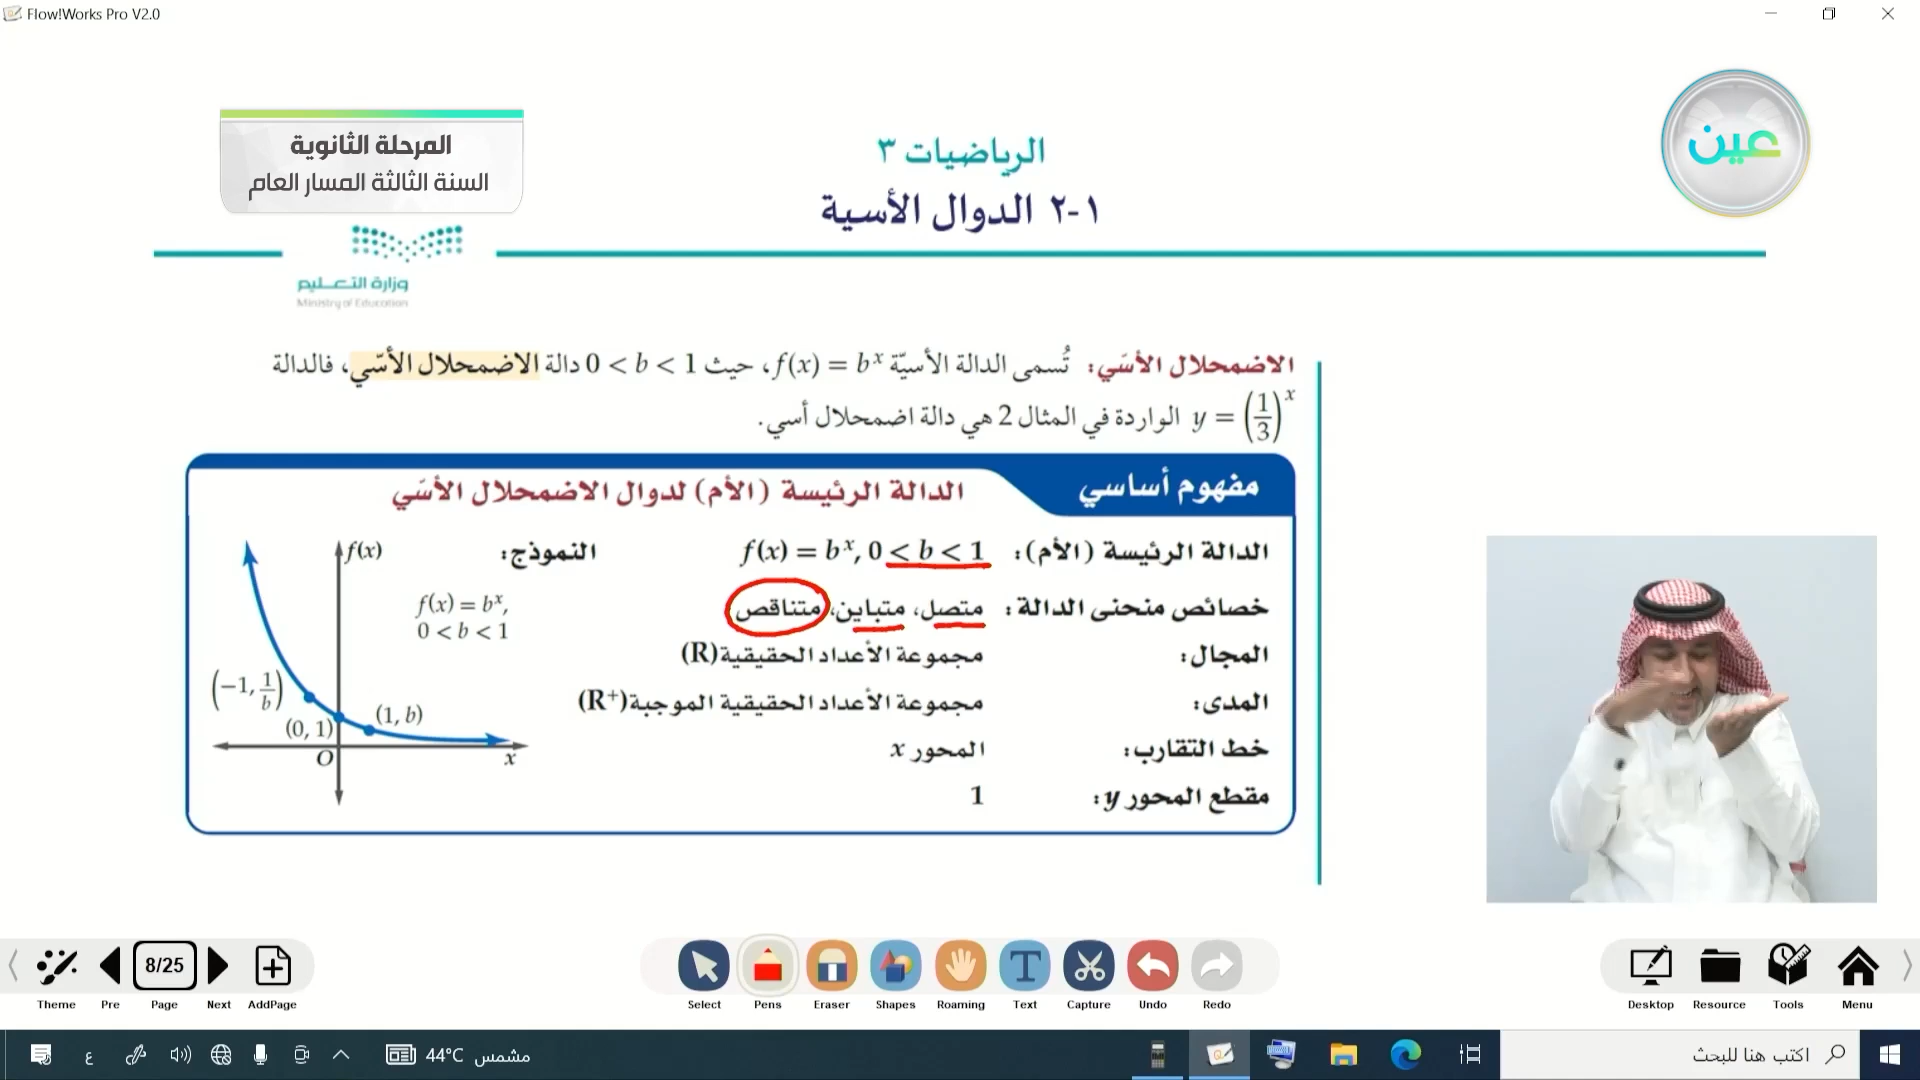 Flow!Works Pro V2.0
عين
المرحلة الثانوية
السنة الثالثة المسار العام
الرياضيات ٣
١-٢ الدوال الأسية
وزارة التعليم
Ministry of Education
الاضمحلال الأسّي: تُسمى الدالة الأسيّة f(x) = bˣ، حيث 0 < b < 1 دالة الاضمحلال الأسّي، فالدالة
y = (1/3)ˣ الواردة في المثال 2 هي دالة اضمحلال أسي.
مفهوم أساسي
الدالة الرئيسة (الأم) لدوال الاضمحلال الأسّي
الدالة الرئيسة (الأم): f(x) = bˣ, 0 < b < 1
خصائص منحنى الدالة: متصل، متباين، متناقص
المجال: مجموعة الأعداد الحقيقية(R)
المدى: مجموعة الأعداد الحقيقية الموجبة(R⁺)
خط التقارب: المحور x
مقطع المحور y: 1
النموذج:
f(x)
f(x) = bˣ,
0 < b < 1
(−1, 1/b)
(0, 1)
(1, b)
O
x
8/25
Theme Pre Page Next AddPage
Select Pens Eraser Shapes Roaming Text Capture Undo Redo
Desktop Resource Tools Menu
ع
44°C مشمس
اكتب هنا للبحث